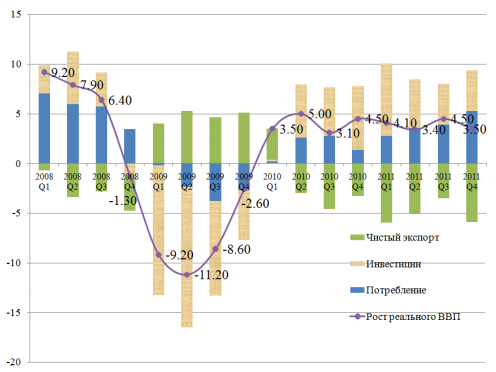 15
10
5
0
-5
-10
-15
-20
9.20
7.90
6.40
-1.30
-9.20
-11.20
-8.60
-2.60
3.50
5.00
3.10
4.50
4.10
3.40
4.50
3.50
2008 Q1
2008 Q2
2008 Q3
2008 Q4
2009 Q1
2009 Q2
2009 Q3
2009 Q4
2010 Q1
2010 Q2
2010 Q3
2010 Q4
2011 Q1
2011 Q2
2011 Q3
2011 Q4
Чистый экспорт
Инвестиции
Потребление
Рост реального ВВП